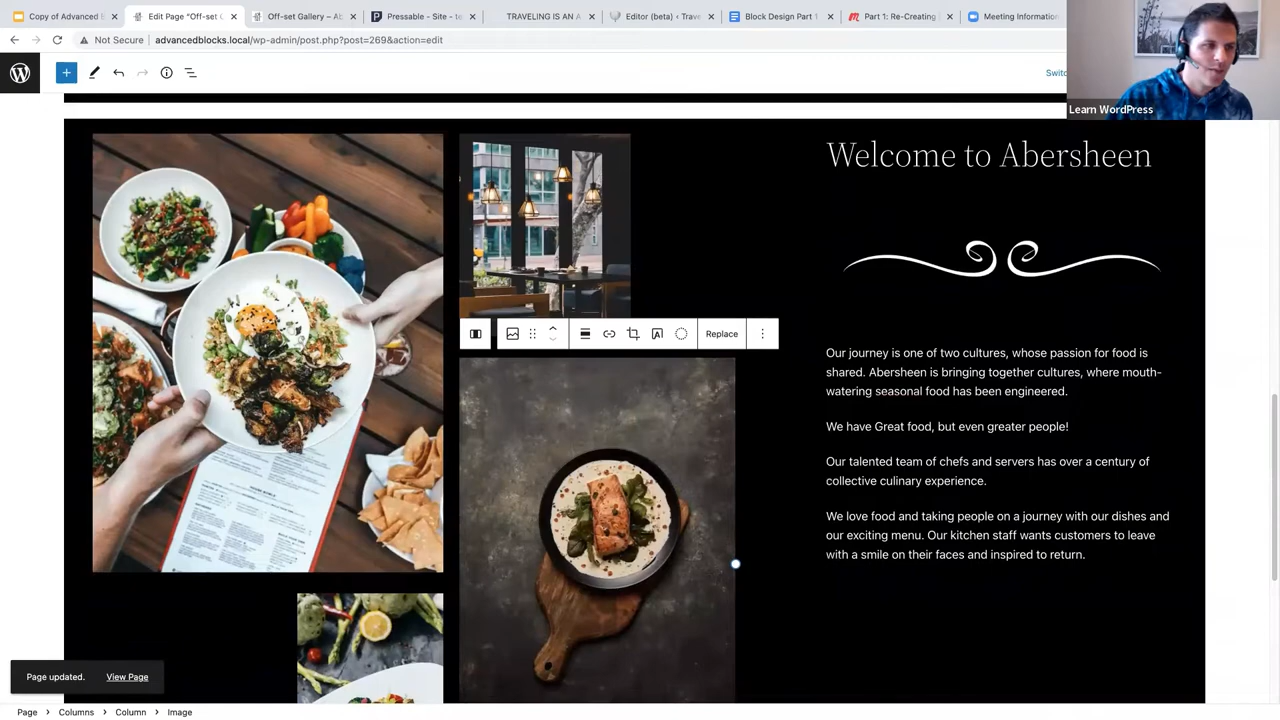 Copy of Advanced B
Edit Page "Off-set G
Off-set Gallery – Ab
Pressable - Site - te
TRAVELING IS AN A
Editor (beta) ‹ Trave
Block Design Part 1
Part 1: Re-Creating
Meeting Information
Not Secure
advancedblocks.local/wp-admin/post.php?post=269&action=edit
Switc
Learn WordPress
Welcome to Abersheen
Replace
Our journey is one of two cultures, whose passion for food is
shared. Abersheen is bringing together cultures, where mouth-
watering seasonal food has been engineered.
We have Great food, but even greater people!
Our talented team of chefs and servers has over a century of
collective culinary experience.
We love food and taking people on a journey with our dishes and
our exciting menu. Our kitchen staff wants customers to leave
with a smile on their faces and inspired to return.
Page updated.
View Page
Page > Columns > Column > Image